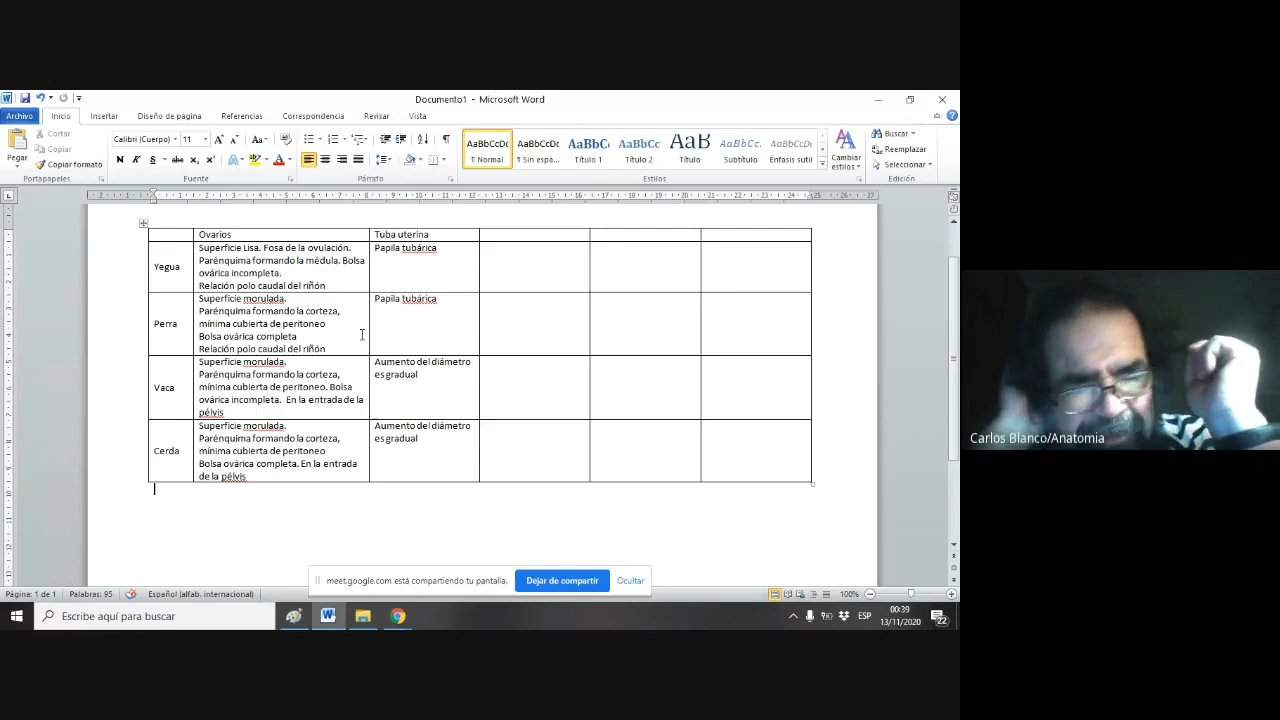 Documento1 - Microsoft Word
Archivo Inicio Insertar Diseño de página Referencias Correspondencia Revisar Vista
Pegar
Cortar
Copiar
Copiar formato
Portapapeles
Calibri (Cuerpo) 11
Fuente
Párrafo
AaBbCcDc AaBbCcDc AaBbC AaBbCc AaBbC AaBbCc. AaBbCcDc
¶ Normal ¶ Sin espa... Título 1 Título 2 Título Subtítulo Énfasis sutil
Estilos
Cambiar estilos
Buscar
Reemplazar
Seleccionar
Edición
Ovarios Tuba uterina
Yegua
Superficie Lisa. Fosa de la ovulación.
Parénquima formando la médula. Bolsa
ovárica incompleta.
Relación polo caudal del riñón
Papila tubárica
Perra
Superficie morulada.
Parénquima formando la corteza,
mínima cubierta de peritoneo
Bolsa ovárica completa
Relación polo caudal del riñón
Papila tubárica
Vaca
Superficie morulada.
Parénquima formando la corteza,
mínima cubierta de peritoneo. Bolsa
ovárica incompleta. En la entrada de la
pélvis
Aumento del diámetro
es gradual
Cerda
Superficie morulada.
Parénquima formando la corteza,
mínima cubierta de peritoneo
Bolsa ovárica completa. En la entrada
de la pélvis
Aumento del diámetro
es gradual
meet.google.com está compartiendo tu pantalla. Dejar de compartir Ocultar
Página: 1 de 1 Palabras: 95 Español (alfab. internacional) 100%
Escribe aquí para buscar
ESP
00:39
13/11/2020
22
Carlos Blanco/Anatomia